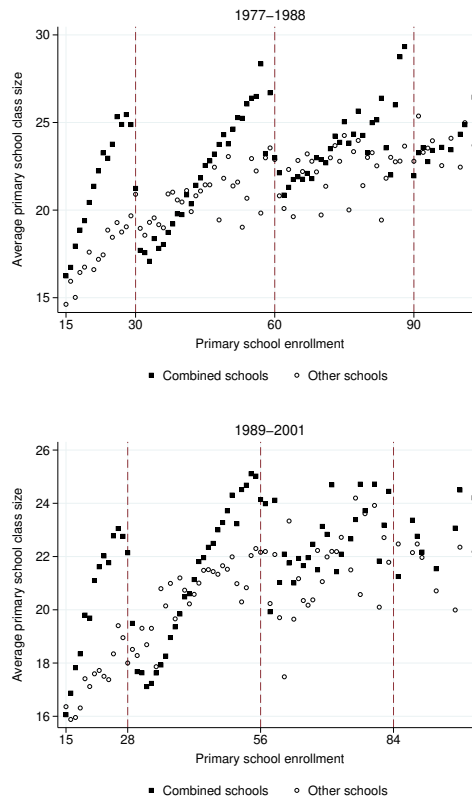 1977−1988
30
25
20
15
Average primary school class size
15 30 60 90
Primary school enrollment
Combined schools Other schools
1989−2001
26
24
22
20
18
16
Average primary school class size
15 28 56 84
Primary school enrollment
Combined schools Other schools